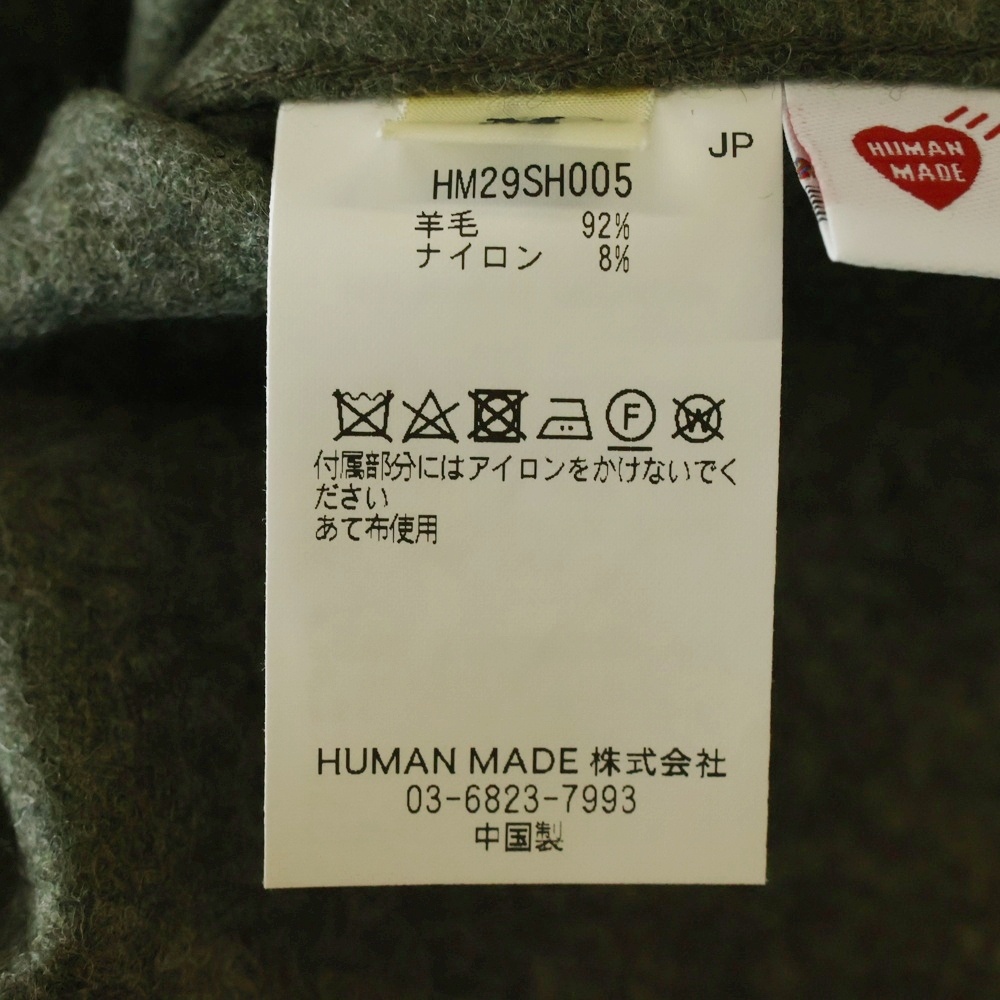 JP
HUMAN
MADE
HM29SH005
羊毛 92%
ナイロン 8%
F
W
付属部分にはアイロンをかけないでく
ださい
あて布使用
HUMAN MADE 株式会社
03-6823-7993
中国製